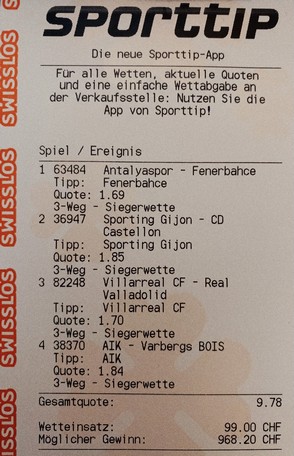 sporttip
Die neue Sporttip-App
Für alle Wetten, aktuelle Quoten
und eine einfache Wettabgabe an
der Verkaufsstelle: Nutzen Sie die
App von Sporttip!
Spiel / Ereignis
1 63484 Antalyaspor - Fenerbahce
Tipp: Fenerbahce
Quote: 1.69
3-Weg - Siegerwette
2 36947 Sporting Gijon - CD
Castellon
Tipp: Sporting Gijon
Quote: 1.85
3-Weg - Siegerwette
3 82248 Villarreal CF - Real
Valladolid
Tipp: Villarreal CF
Quote: 1.70
3-Weg - Siegerwette
4 38370 AIK - Varbergs BOIS
Tipp: AIK
Quote: 1.84
3-Weg - Siegerwette
Gesamtquote: 9.78
Wetteinsatz: 99.00 CHF
Möglicher Gewinn: 968.20 CHF
SWISSLOS
SWISSLOS
SWISSLOS